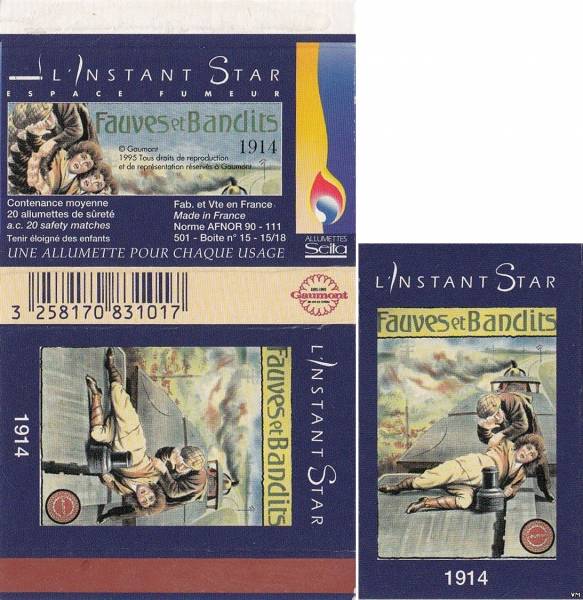 L'INSTANT STAR
ESPACE FUMEUR
FAUVES et BANDITS
1914
© Gaumont
1995 Tous droits de reproduction
et de représentation réservés à Gaumont
Contenance moyenne
20 allumettes de sûreté
a.c. 20 safety matches
Tenir éloigné des enfants
Fab. et Vte en France
Made in France
Norme AFNOR 90 - 111
501 - Boite n° 15 - 15/18
ALLUMETTES
Seita
UNE ALLUMETTE POUR CHAQUE USAGE
3 258170 831017
Gaumont
L'INSTANT STAR
FAUVES et BANDITS
1914
L'INSTANT STAR
FAUVES et BANDITS
1914